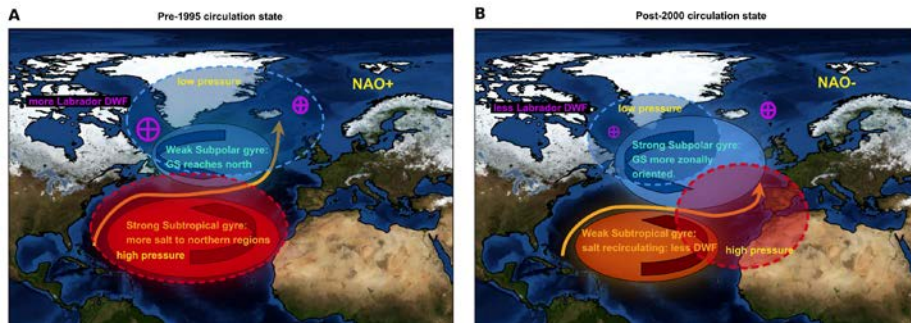 A
Pre-1995 circulation state
low pressure
NAO+
more Labrador DWF
Weak Subpolar gyre:
GS reaches north
Strong Subtropical gyre:
more salt to northern regions
high pressure
B
Post-2000 circulation state
NAO-
less Labrador DWF
low pressure
Strong Subpolar gyre:
GS more zonally
oriented.
Weak Subtropical gyre:
salt recirculating: less DWF
high pressure